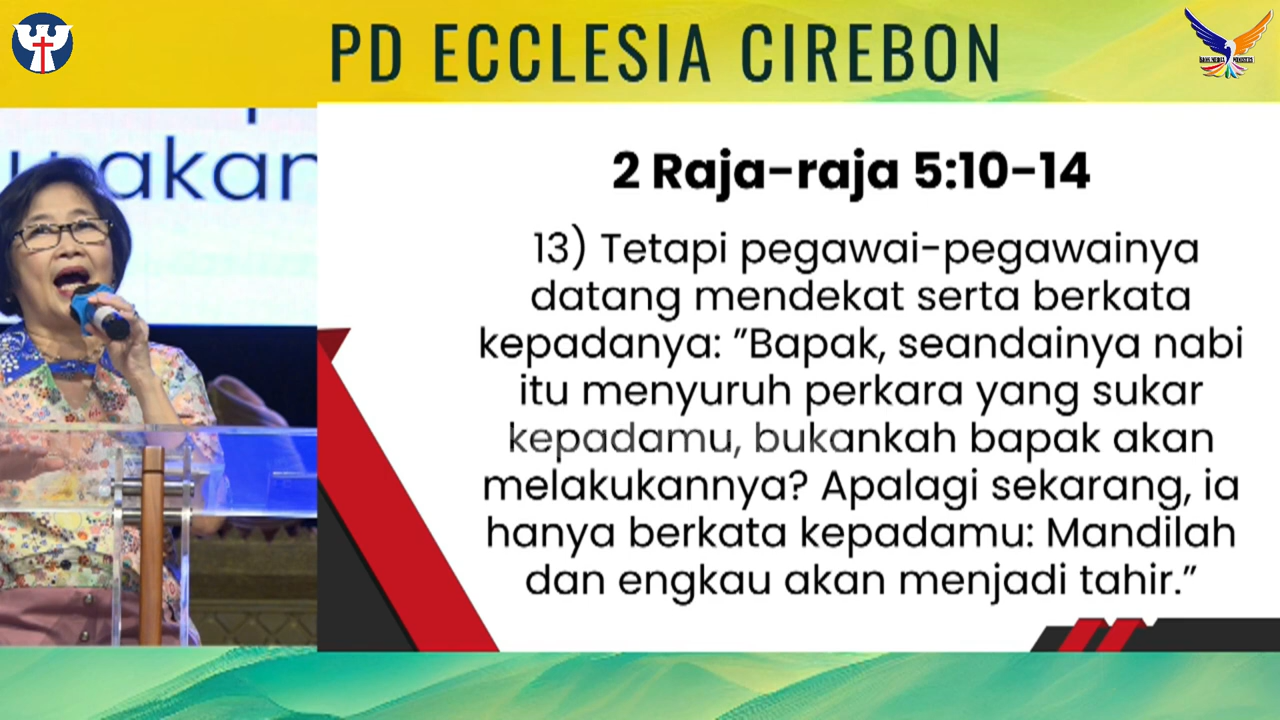 PD ECCLESIA CIREBON
akan
2 Raja-raja 5:10-14
13) Tetapi pegawai-pegawainya
datang mendekat serta berkata
kepadanya: ”Bapak, seandainya nabi
itu menyuruh perkara yang sukar
kepadamu, bukankah bapak akan
melakukannya? Apalagi sekarang, ia
hanya berkata kepadamu: Mandilah
dan engkau akan menjadi tahir.”